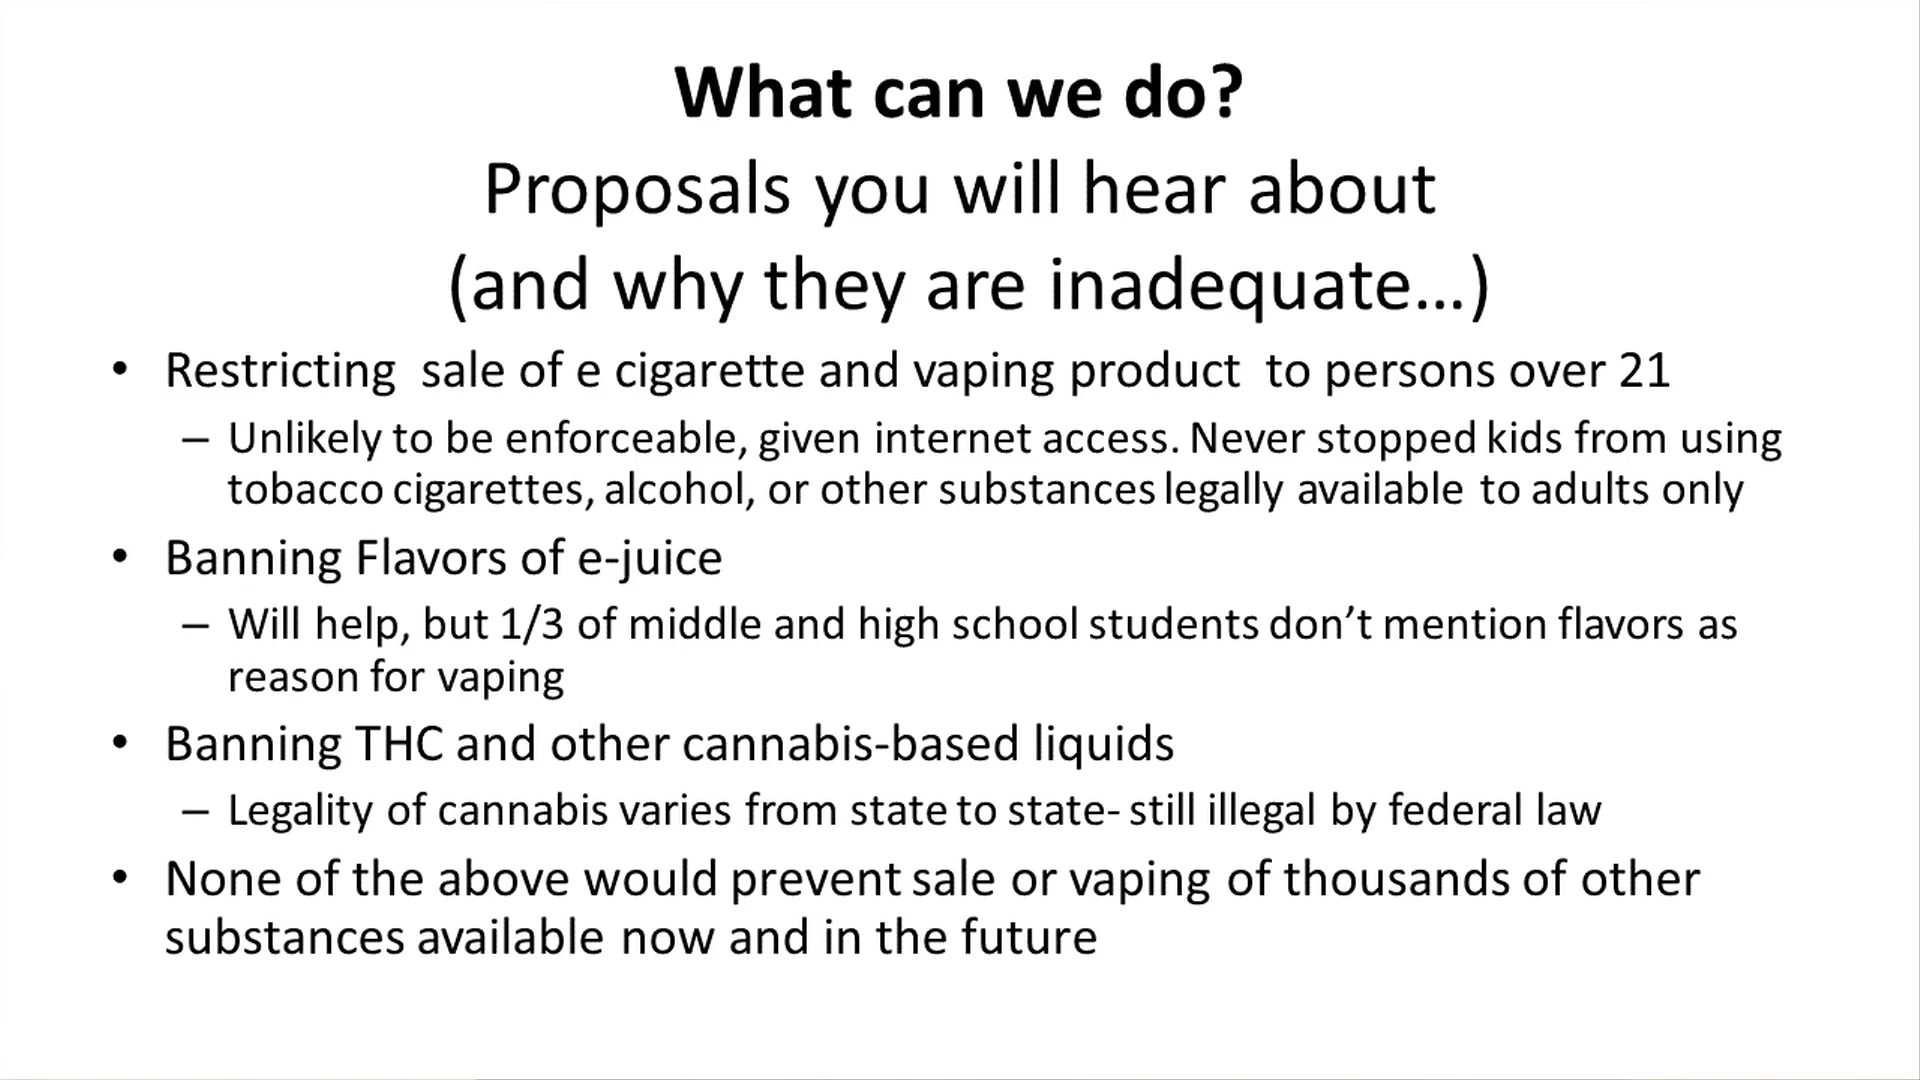 What can we do?
Proposals you will hear about
(and why they are inadequate...)
• Restricting sale of e cigarette and vaping product to persons over 21
– Unlikely to be enforceable, given internet access. Never stopped kids from using
tobacco cigarettes, alcohol, or other substances legally available to adults only
• Banning Flavors of e-juice
– Will help, but 1/3 of middle and high school students don’t mention flavors as
reason for vaping
• Banning THC and other cannabis-based liquids
– Legality of cannabis varies from state to state- still illegal by federal law
• None of the above would prevent sale or vaping of thousands of other
substances available now and in the future